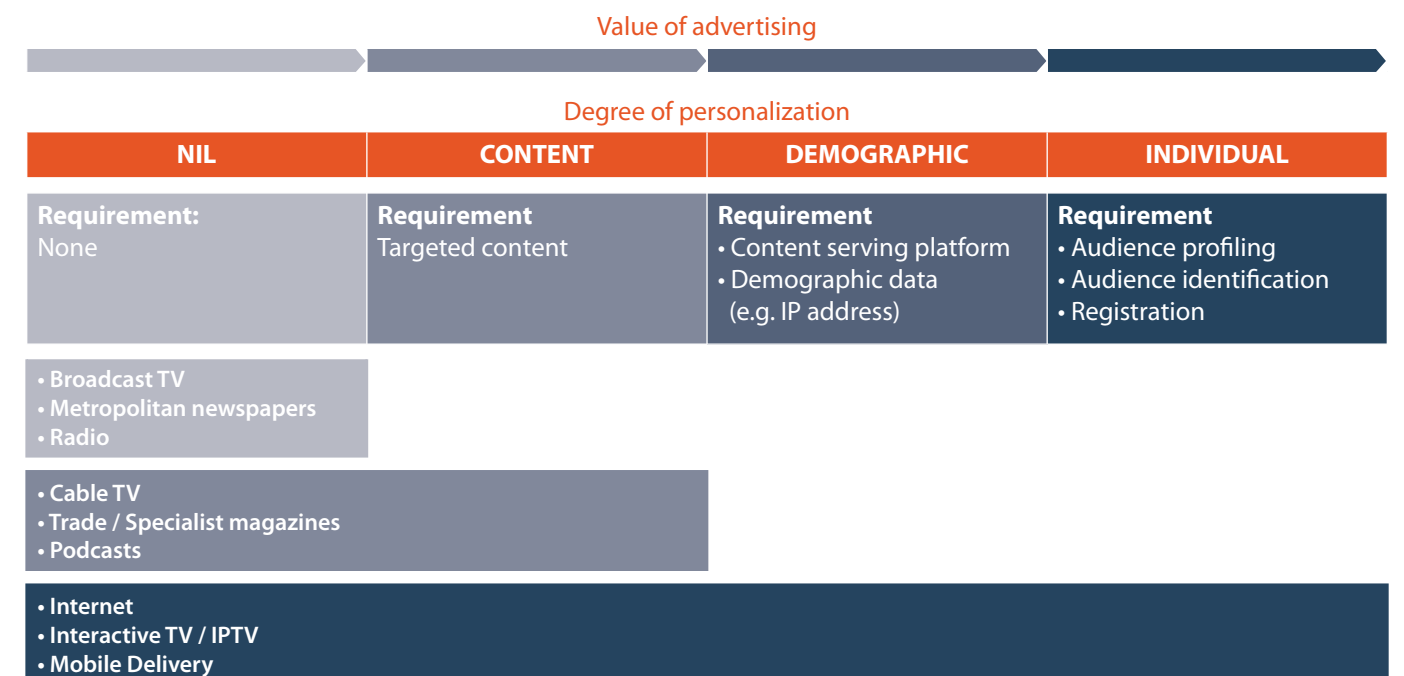 Value of advertising
Degree of personalization
NIL
CONTENT
DEMOGRAPHIC
INDIVIDUAL
Requirement:
None
Requirement
Targeted content
Requirement
• Content serving platform
• Demographic data
(e.g. IP address)
Requirement
• Audience profiling
• Audience identification
• Registration
• Broadcast TV
• Metropolitan newspapers
• Radio
• Cable TV
• Trade / Specialist magazines
• Podcasts
• Internet
• Interactive TV / IPTV
• Mobile Delivery